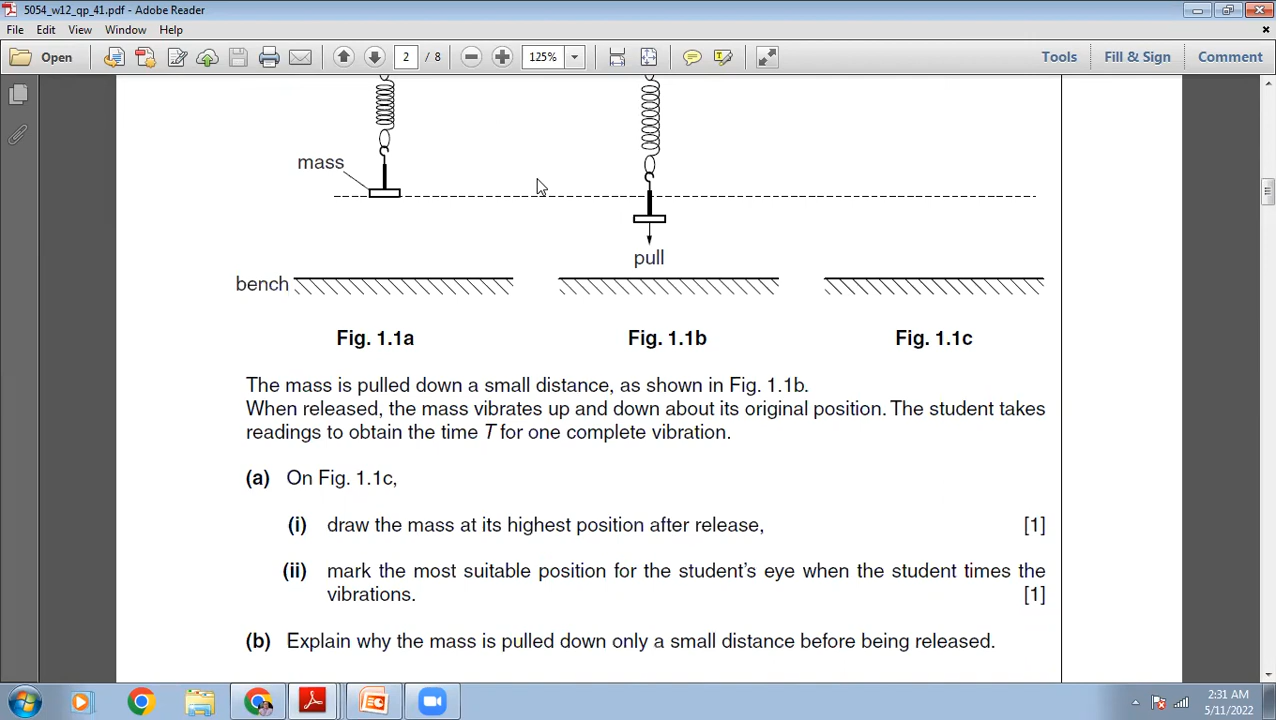 5054_w12_qp_41.pdf - Adobe Reader
File Edit View Window Help
Open 2 / 8 125% Tools Fill & Sign Comment
mass
pull
bench
Fig. 1.1a Fig. 1.1b Fig. 1.1c
The mass is pulled down a small distance, as shown in Fig. 1.1b.
When released, the mass vibrates up and down about its original position. The student takes
readings to obtain the time T for one complete vibration.
(a) On Fig. 1.1c,
(i) draw the mass at its highest position after release, [1]
(ii) mark the most suitable position for the student's eye when the student times the
vibrations. [1]
(b) Explain why the mass is pulled down only a small distance before being released.
2:31 AM
5/11/2022